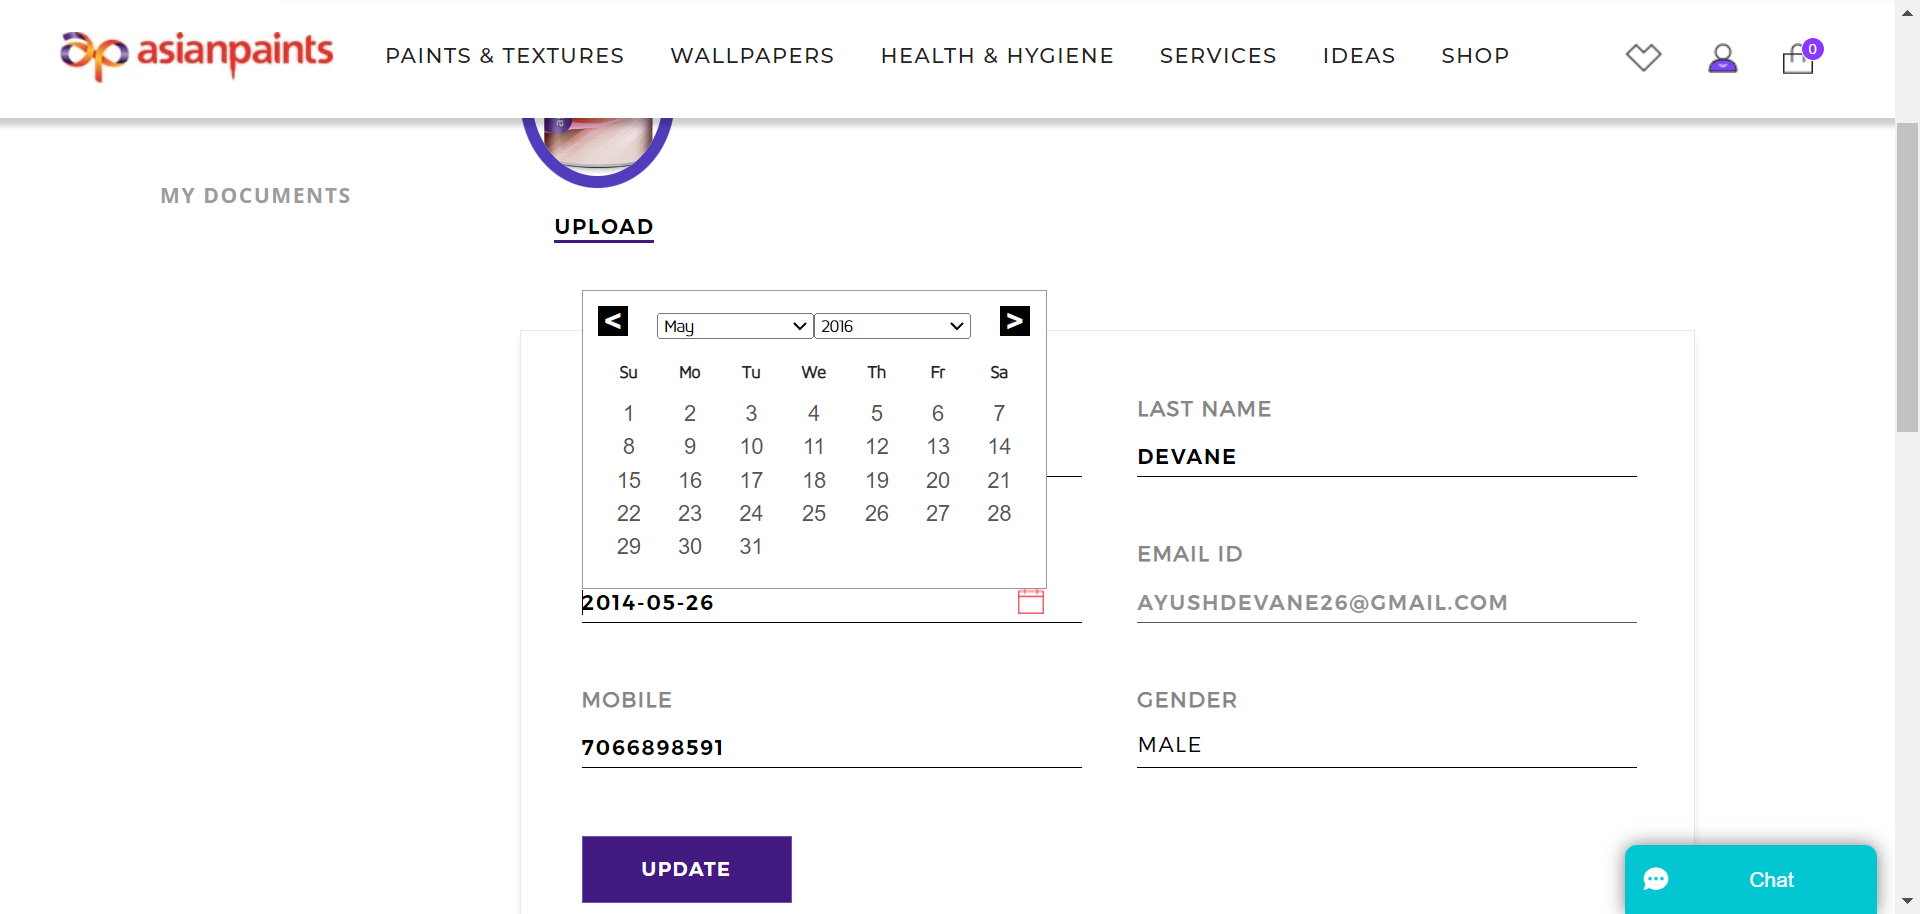 asianpaints
PAINTS & TEXTURES WALLPAPERS HEALTH & HYGIENE SERVICES IDEAS SHOP
0
MY DOCUMENTS
UPLOAD
< May 2016 >
Su Mo Tu We Th Fr Sa
1 2 3 4 5 6 7
8 9 10 11 12 13 14
15 16 17 18 19 20 21
22 23 24 25 26 27 28
29 30 31
LAST NAME
DEVANE
2014-05-26
EMAIL ID
AYUSHDEVANE26@GMAIL.COM
MOBILE
7066898591
GENDER
MALE
UPDATE
Chat